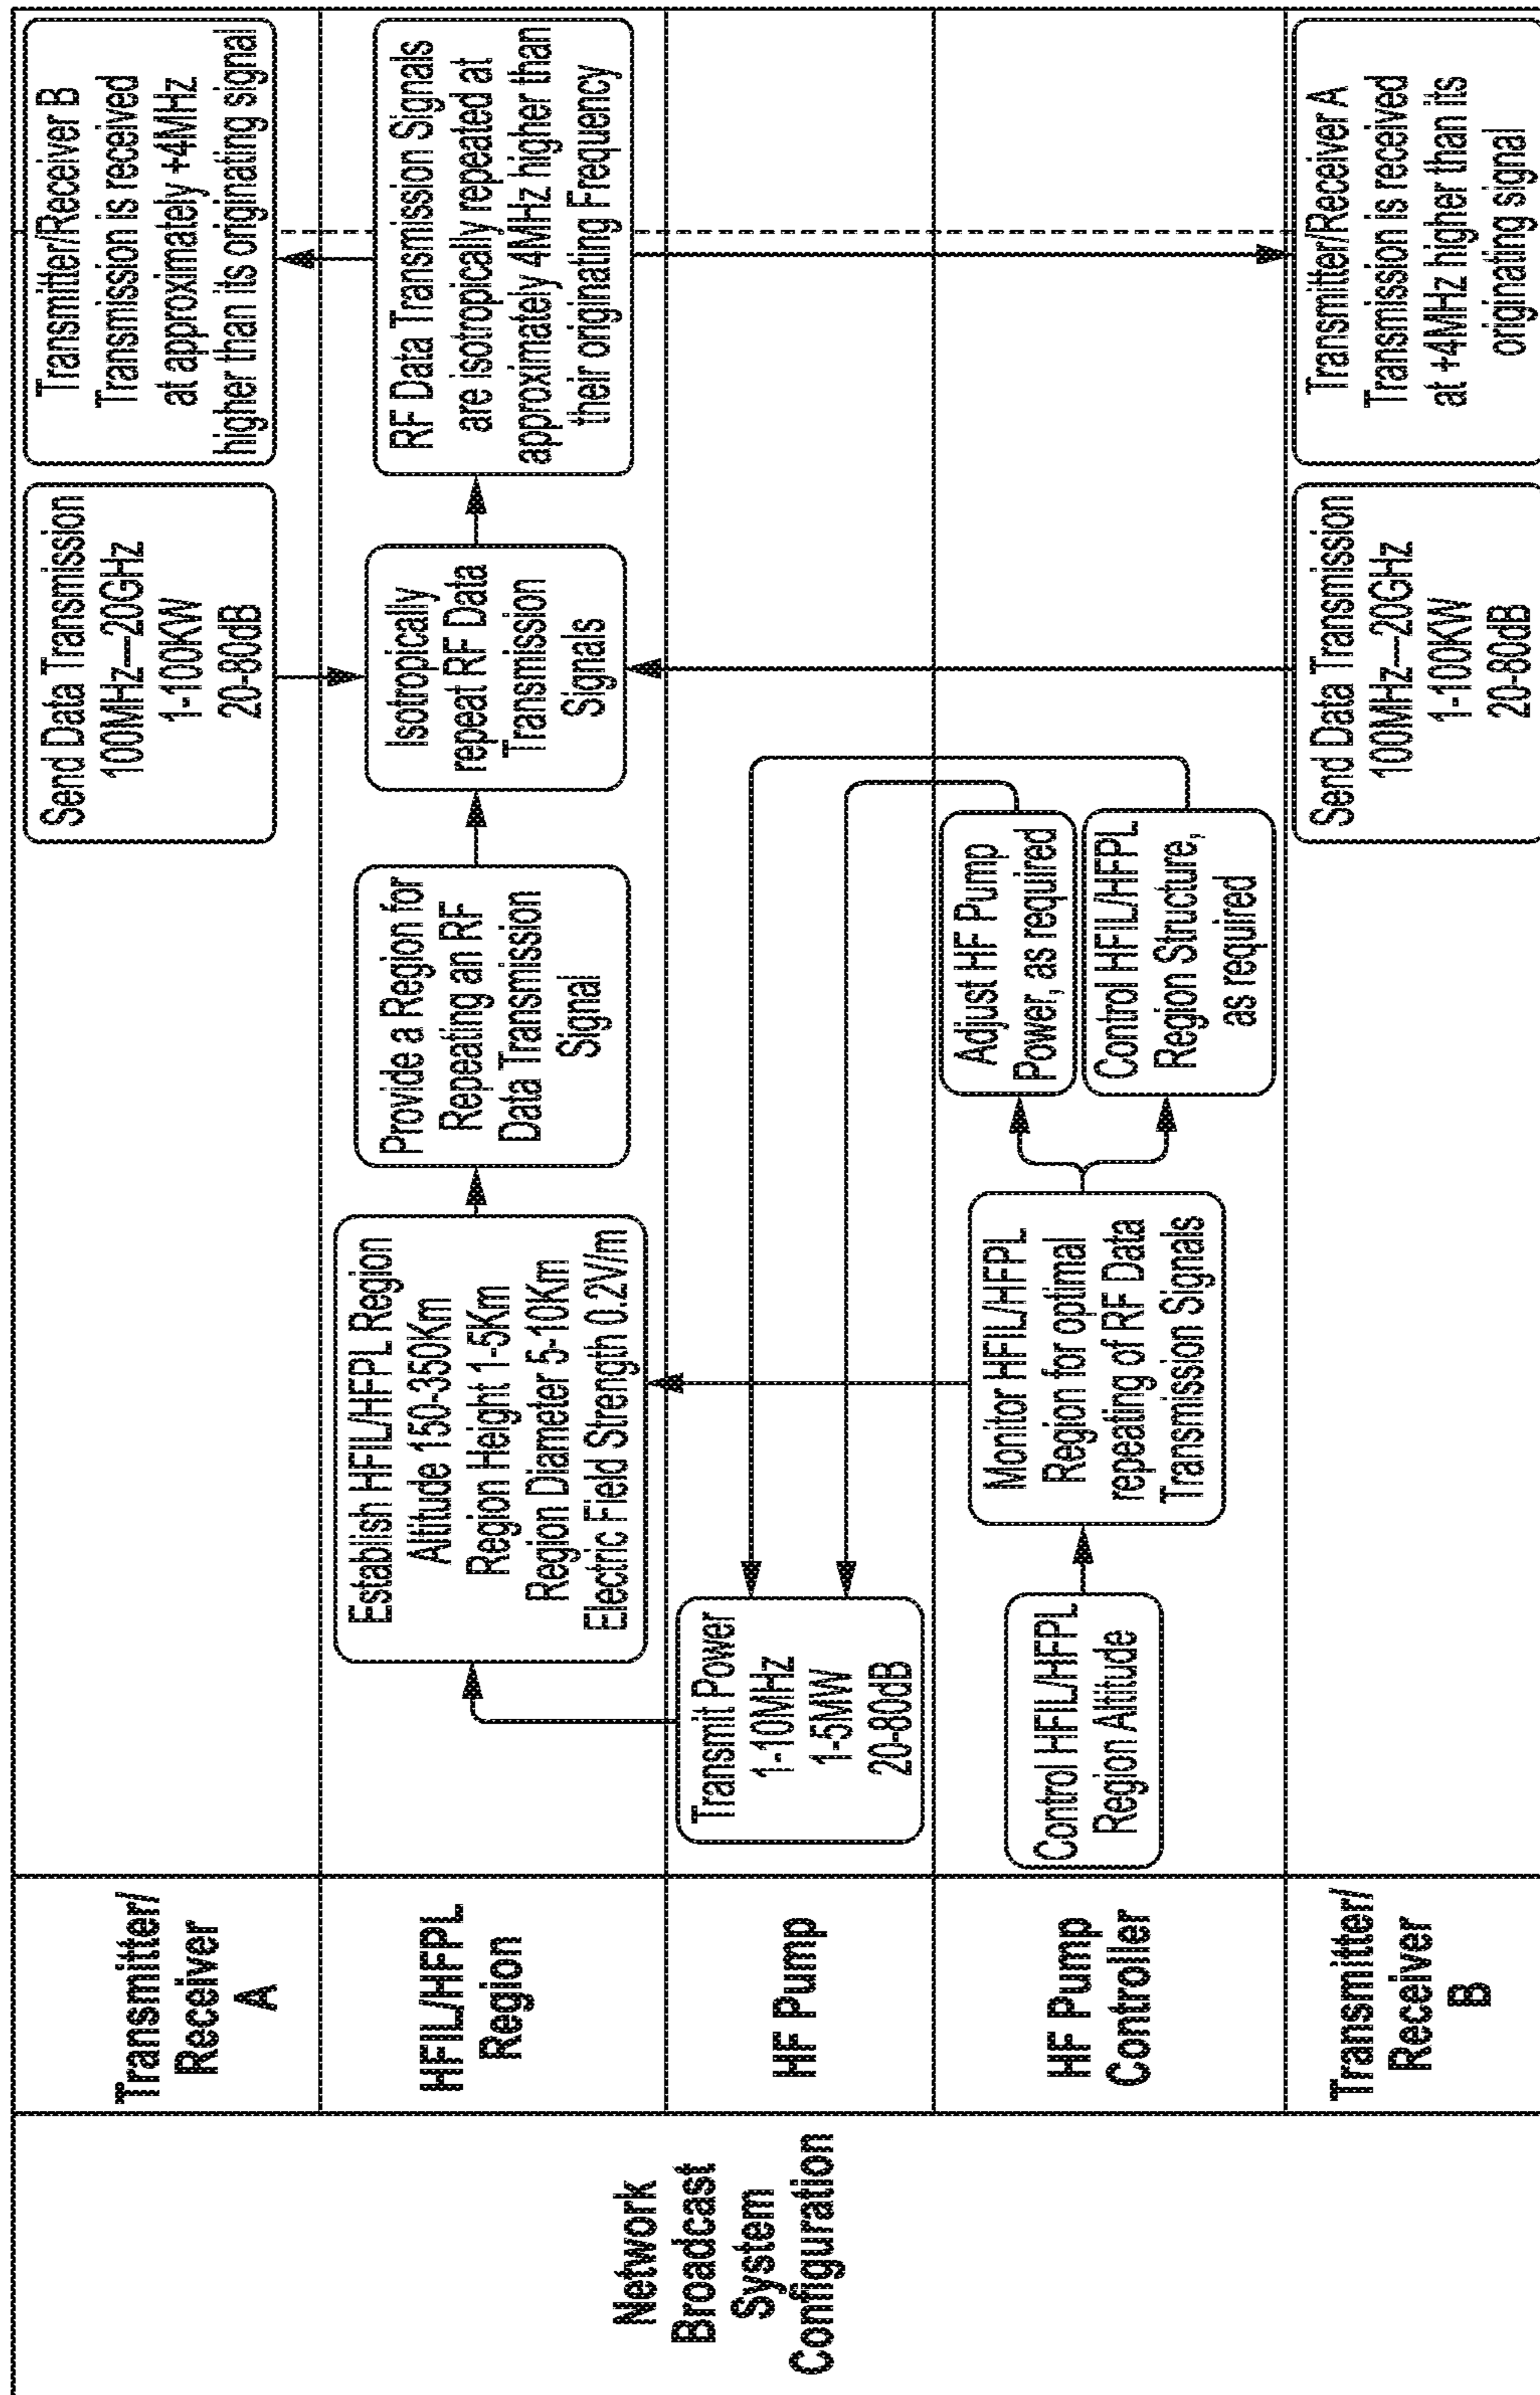 Network
Broadcast
System
Configuration
Transmitter/
Receiver
A
Send Data Transmission
100MHz---20GHz
1-100KW
20-80dB
Transmitter/Receiver B
Transmission is received
at approximately +4MHz
higher than its originating signal
HFIL/HFPL
Region
Establish HFIL/HFPL Region
Altitude 150-350Km
Region Height 1-5Km
Region Diameter 5-10Km
Electric Field Strength 0.2V/m
Provide a Region for
Repeating an RF
Data Transmission
Signal
Isotropically
repeat RF Data
Transmission
Signals
RF Data Transmission Signals
are isotropically repeated at
approximately 4MHz higher than
their originating Frequency
HF Pump
Transmit Power
1-10MHz
1-5MW
20-80dB
HF Pump
Controller
Control HFIL/HFPL
Region Altitude
Monitor HFIL/HFPL
Region for optimal
repeating of RF Data
Transmission Signals
Adjust HF Pump
Power, as required
Control HFIL/HFPL
Region Structure,
as required
Transmitter/
Receiver
B
Send Data Transmission
100MHz---20GHz
1-100KW
20-80dB
Transmitter/Receiver A
Transmission is received
at +4MHz higher than its
originating signal